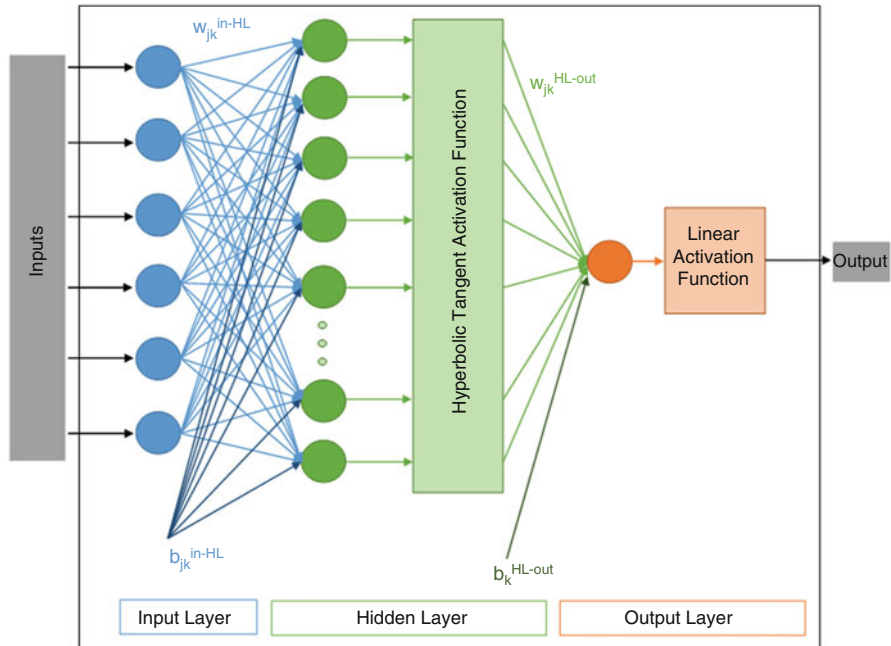 w_jk^in-HL
w_jk^HL-out
Inputs
Hyperbolic Tangent Activation Function
Linear
Activation
Function
Output
b_jk^in-HL
b_k^HL-out
Input Layer
Hidden Layer
Output Layer